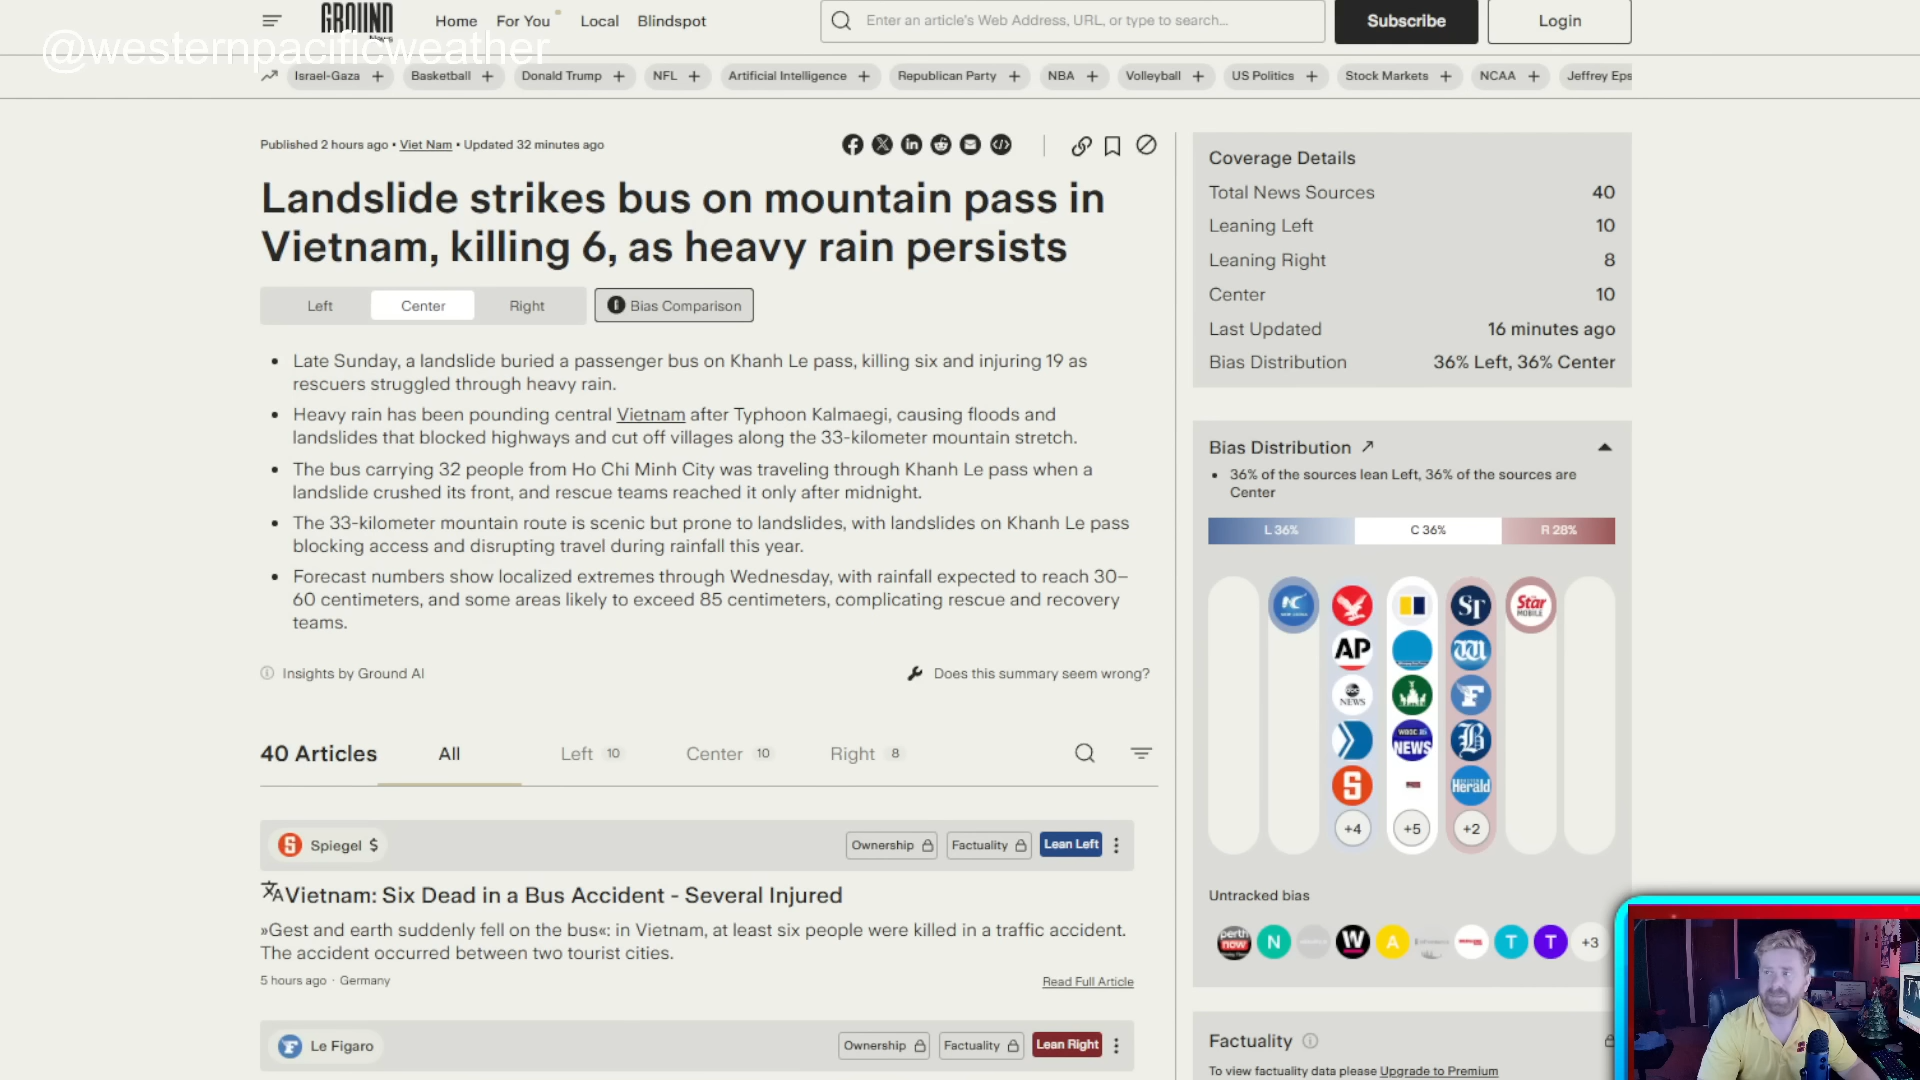 GROUND
News
Home For You Local Blindspot
Enter an article's Web Address, URL, or type to search...
Subscribe
Login
@westernpacificweather
Israel-Gaza +
Basketball +
Donald Trump +
NFL +
Artificial Intelligence +
Republican Party +
NBA +
Volleyball +
US Politics +
Stock Markets +
NCAA +
Jeffrey Eps
Published 2 hours ago • Viet Nam • Updated 32 minutes ago
Landslide strikes bus on mountain pass in
Vietnam, killing 6, as heavy rain persists
Left Center Right
Bias Comparison
• Late Sunday, a landslide buried a passenger bus on Khanh Le pass, killing six and injuring 19 as
rescuers struggled through heavy rain.
• Heavy rain has been pounding central Vietnam after Typhoon Kalmaegi, causing floods and
landslides that blocked highways and cut off villages along the 33-kilometer mountain stretch.
• The bus carrying 32 people from Ho Chi Minh City was traveling through Khanh Le pass when a
landslide crushed its front, and rescue teams reached it only after midnight.
• The 33-kilometer mountain route is scenic but prone to landslides, with landslides on Khanh Le pass
blocking access and disrupting travel during rainfall this year.
• Forecast numbers show localized extremes through Wednesday, with rainfall expected to reach 30–
60 centimeters, and some areas likely to exceed 85 centimeters, complicating rescue and recovery
teams.
Insights by Ground AI
Does this summary seem wrong?
40 Articles All Left 10 Center 10 Right 8
Spiegel $
Ownership
Factuality
Lean Left
Vietnam: Six Dead in a Bus Accident - Several Injured
»Gest and earth suddenly fell on the bus«: in Vietnam, at least six people were killed in a traffic accident.
The accident occurred between two tourist cities.
5 hours ago · Germany
Read Full Article
Le Figaro
Ownership
Factuality
Lean Right
Coverage Details
Total News Sources 40
Leaning Left 10
Leaning Right 8
Center 10
Last Updated 16 minutes ago
Bias Distribution 36% Left, 36% Center
Bias Distribution
• 36% of the sources lean Left, 36% of the sources are
Center
L 36% C 36% R 28%
ST
Star
MOBILE
AP
abc
NEWS
NEWS
S
Herald
+4 +5 +2
Untracked bias
perth
now
N
W
A
T
T
+3
Factuality
To view factuality data please Upgrade to Premium